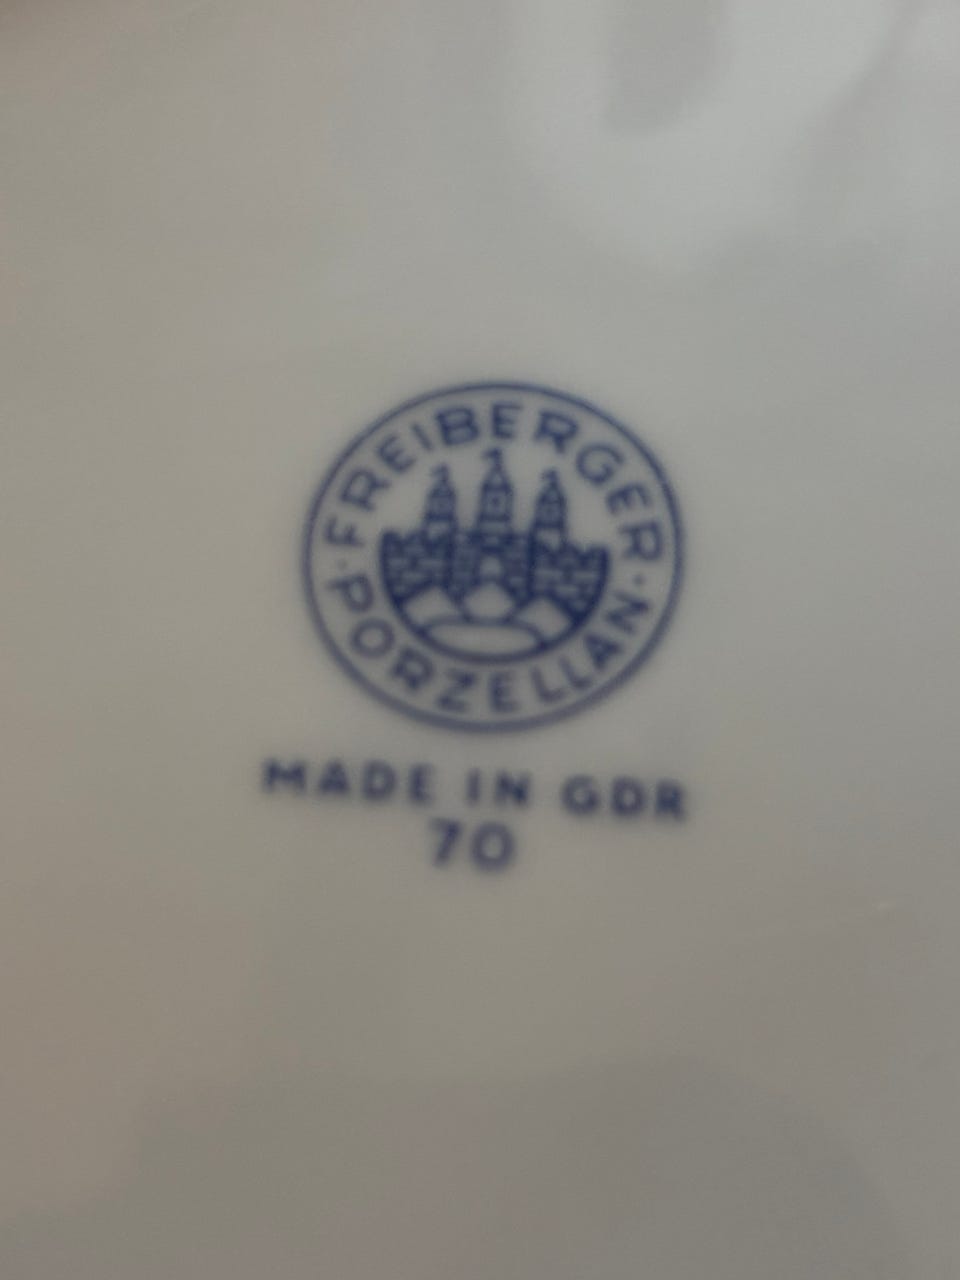 FREIBERGER
· PORZELLAN ·
MADE IN GDR
70